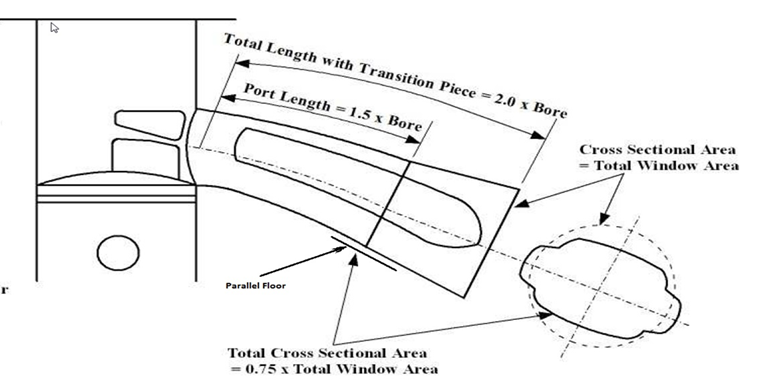 Total Length with Transition Piece = 2.0 x Bore
Port Length = 1.5 x Bore
Cross Sectional Area
= Total Window Area
Parallel Floor
r
Total Cross Sectional Area
= 0.75 x Total Window Area